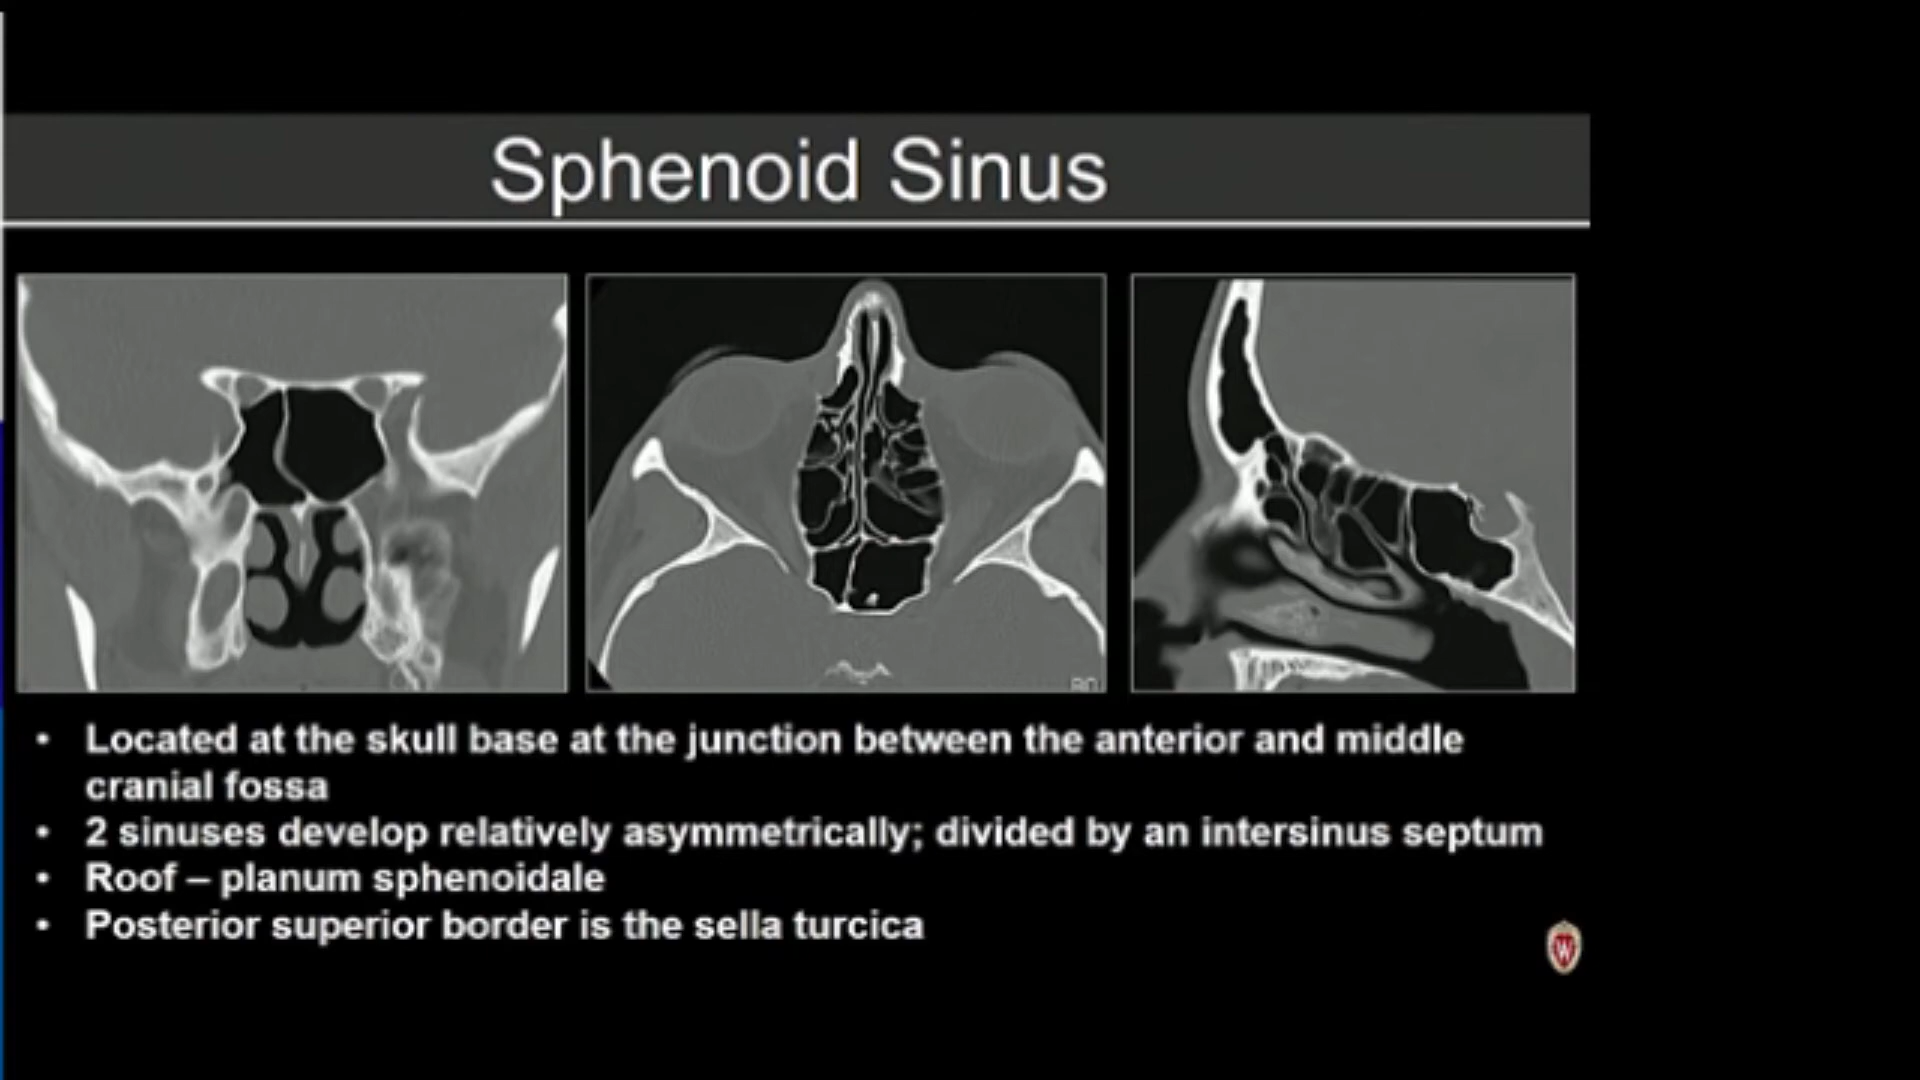 Sphenoid Sinus
• Located at the skull base at the junction between the anterior and middle
cranial fossa
• 2 sinuses develop relatively asymmetrically; divided by an intersinus septum
• Roof – planum sphenoidale
• Posterior superior border is the sella turcica
W